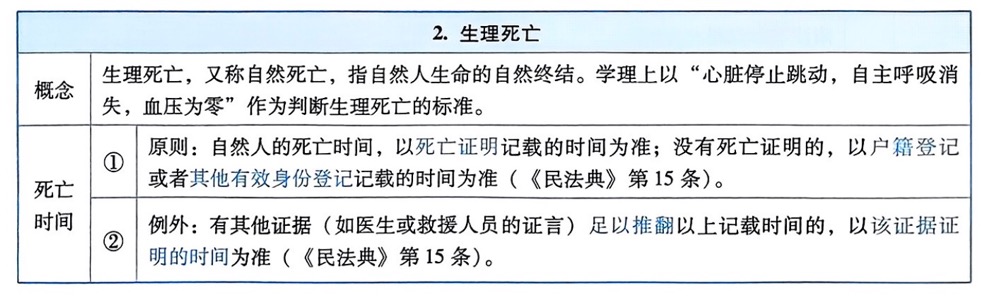 2. 生理死亡
概念
生理死亡，又称自然死亡，指自然人生命的自然终结。学理上以“心脏停止跳动，自主呼吸消
失，血压为零”作为判断生理死亡的标准。
死亡
时间
① 原则：自然人的死亡时间，以死亡证明记载的时间为准；没有死亡证明的，以户籍登记
或者其他有效身份登记记载的时间为准（《民法典》第15条）。
② 例外：有其他证据（如医生或救援人员的证言）足以推翻以上记载时间的，以该证据证
明的时间为准（《民法典》第15条）。